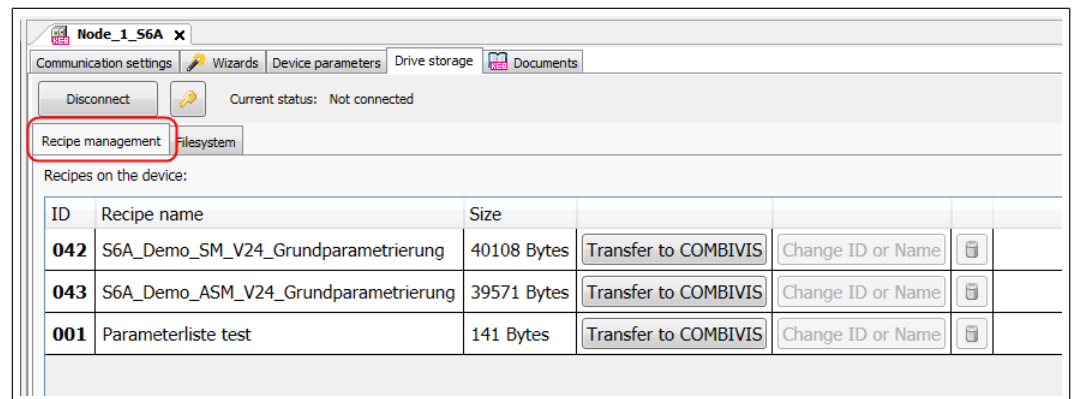 Node_1_S6A x
Communication settings Wizards Device parameters Drive storage KEB Documents
Disconnect Current status: Not connected
Recipe management Filesystem
Recipes on the device:
ID Recipe name Size
042 S6A_Demo_SM_V24_Grundparametrierung 40108 Bytes Transfer to COMBIVIS Change ID or Name
043 S6A_Demo_ASM_V24_Grundparametrierung 39571 Bytes Transfer to COMBIVIS Change ID or Name
001 Parameterliste test 141 Bytes Transfer to COMBIVIS Change ID or Name